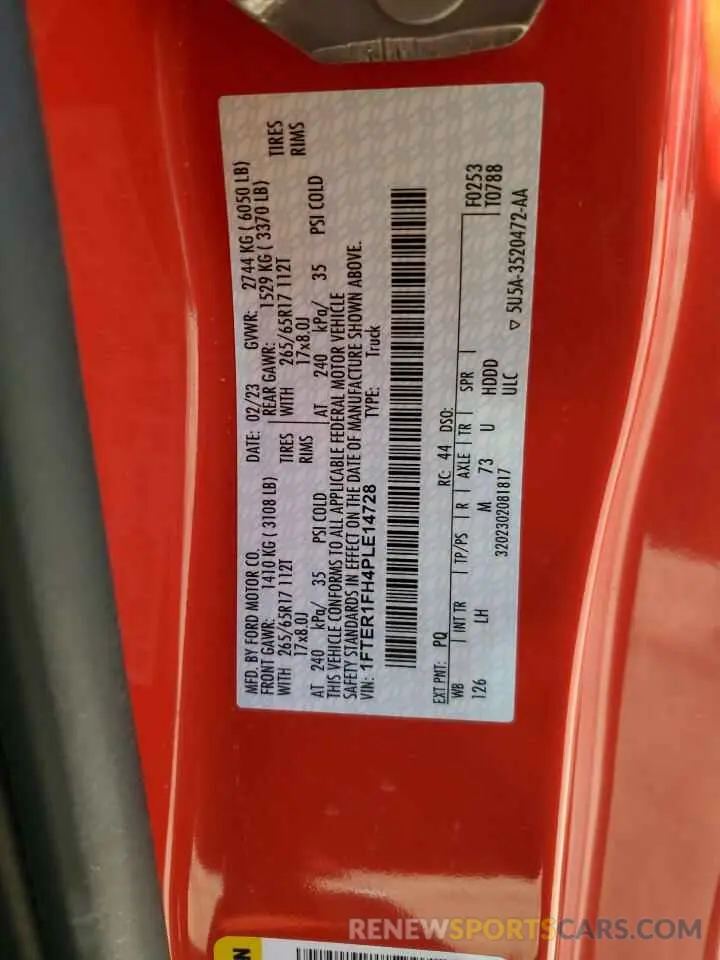 MFD. BY FORD MOTOR CO.
DATE: 02/23 GVWR: 2744 KG ( 6050 LB)
FRONT GAWR: 1410 KG ( 3108 LB) REAR GAWR: 1529 KG ( 3370 LB)
WITH 265/65R17 112T TIRES WITH 265/65R17 112T TIRES
17x8.0J RIMS 17x8.0J RIMS
AT 240 kPa/ 35 PSI COLD AT 240 kPa/ 35 PSI COLD
THIS VEHICLE CONFORMS TO ALL APPLICABLE FEDERAL MOTOR VEHICLE
SAFETY STANDARDS IN EFFECT ON THE DATE OF MANUFACTURE SHOWN ABOVE.
VIN: 1FTER1FH4PLE14728 TYPE: Truck
EXT PNT: PQ RC: 44 DSO: F0253
WB INT TR TP/PS R AXLE TR SPR T0788
126 LH M 73 U HDDD
3202302081817 ULC
5U5A-3520472-AA
RENEWSPORTSCARS.COM